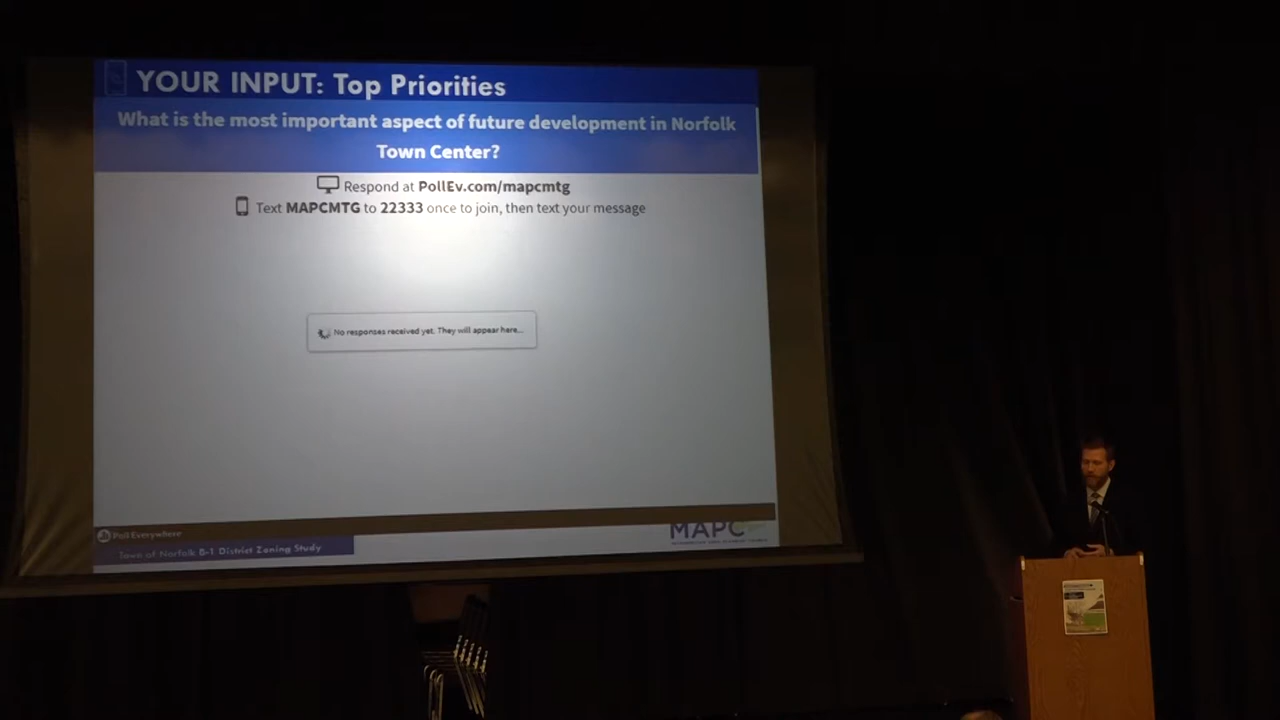 YOUR INPUT: Top Priorities
What is the most important aspect of future development in Norfolk
Town Center?
Respond at PollEv.com/mapcmtg
Text MAPCMTG to 22333 once to join, then text your message
No responses received yet. They will appear here...
Poll Everywhere
Town of Norfolk B-1 District Zoning Study
MAPC